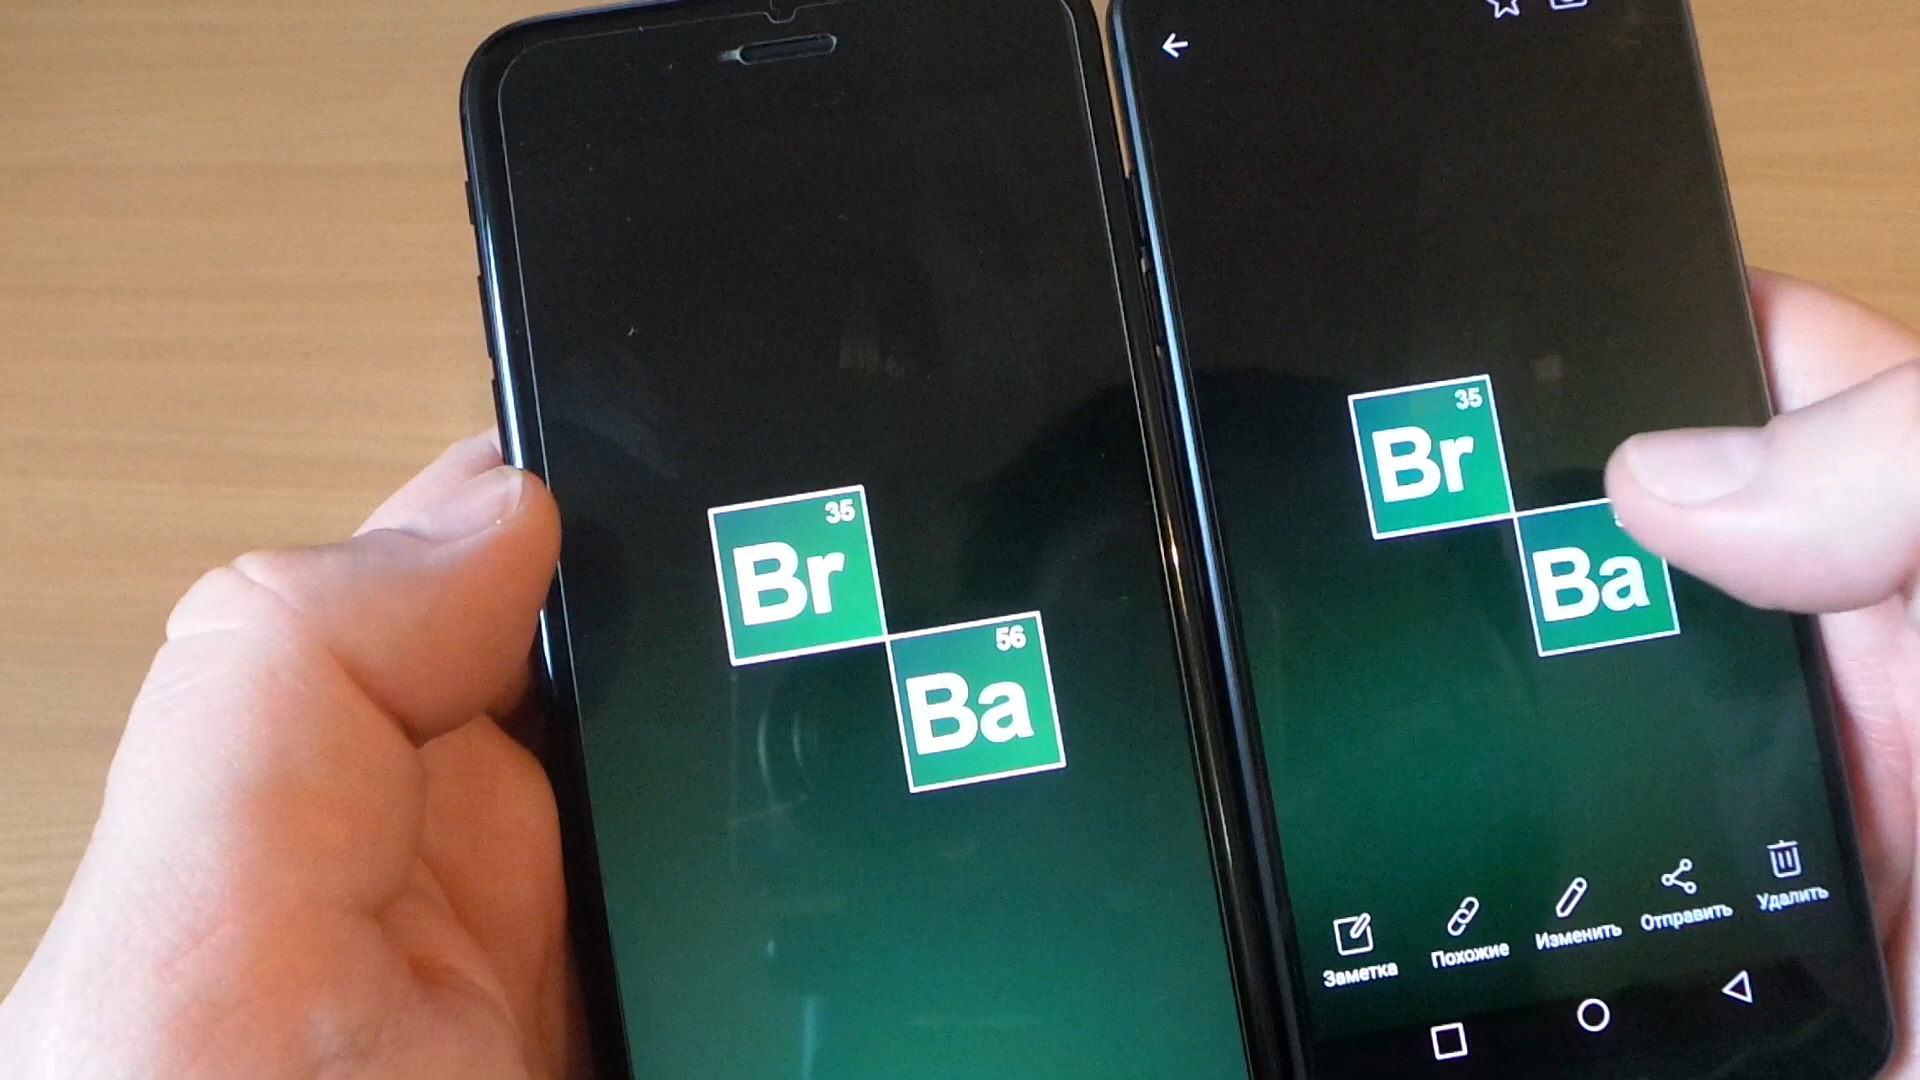 35
Br
56
Ba
35
Br
Ba
Заметка
Похожие
Изменить
Отправить
Удалить